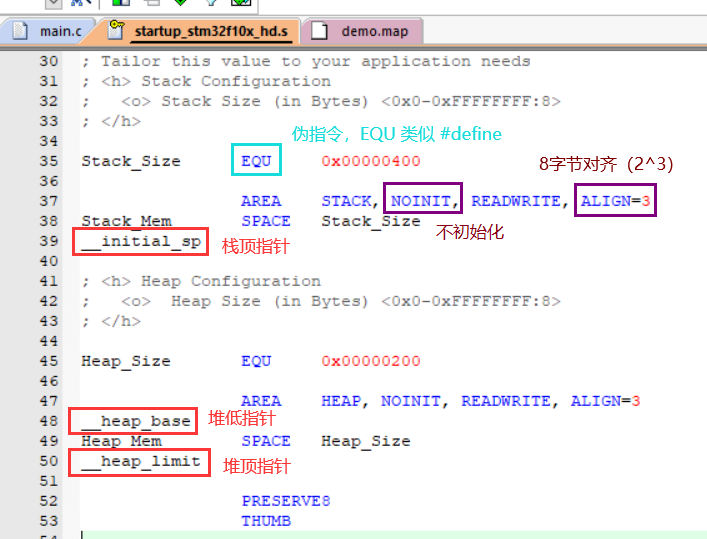 main.c startup_stm32f10x_hd.s demo.map
30 ; Tailor this value to your application needs
31 ; <h> Stack Configuration
32 ;   <o> Stack Size (in Bytes) <0x0-0xFFFFFFFF:8>
33 ; </h>
伪指令，EQU 类似 #define
34
35 Stack_Size EQU 0x00000400
8字节对齐（2^3）
36
37 AREA STACK, NOINIT, READWRITE, ALIGN=3
38 Stack_Mem SPACE Stack_Size
不初始化
39 __initial_sp 栈顶指针
40
41 ; <h> Heap Configuration
42 ;   <o>  Heap Size (in Bytes) <0x0-0xFFFFFFFF:8>
43 ; </h>
44
45 Heap_Size EQU 0x00000200
46
47 AREA HEAP, NOINIT, READWRITE, ALIGN=3
48 __heap_base 堆低指针
49 Heap_Mem SPACE Heap_Size
50 __heap_limit 堆顶指针
51
52 PRESERVE8
53 THUMB